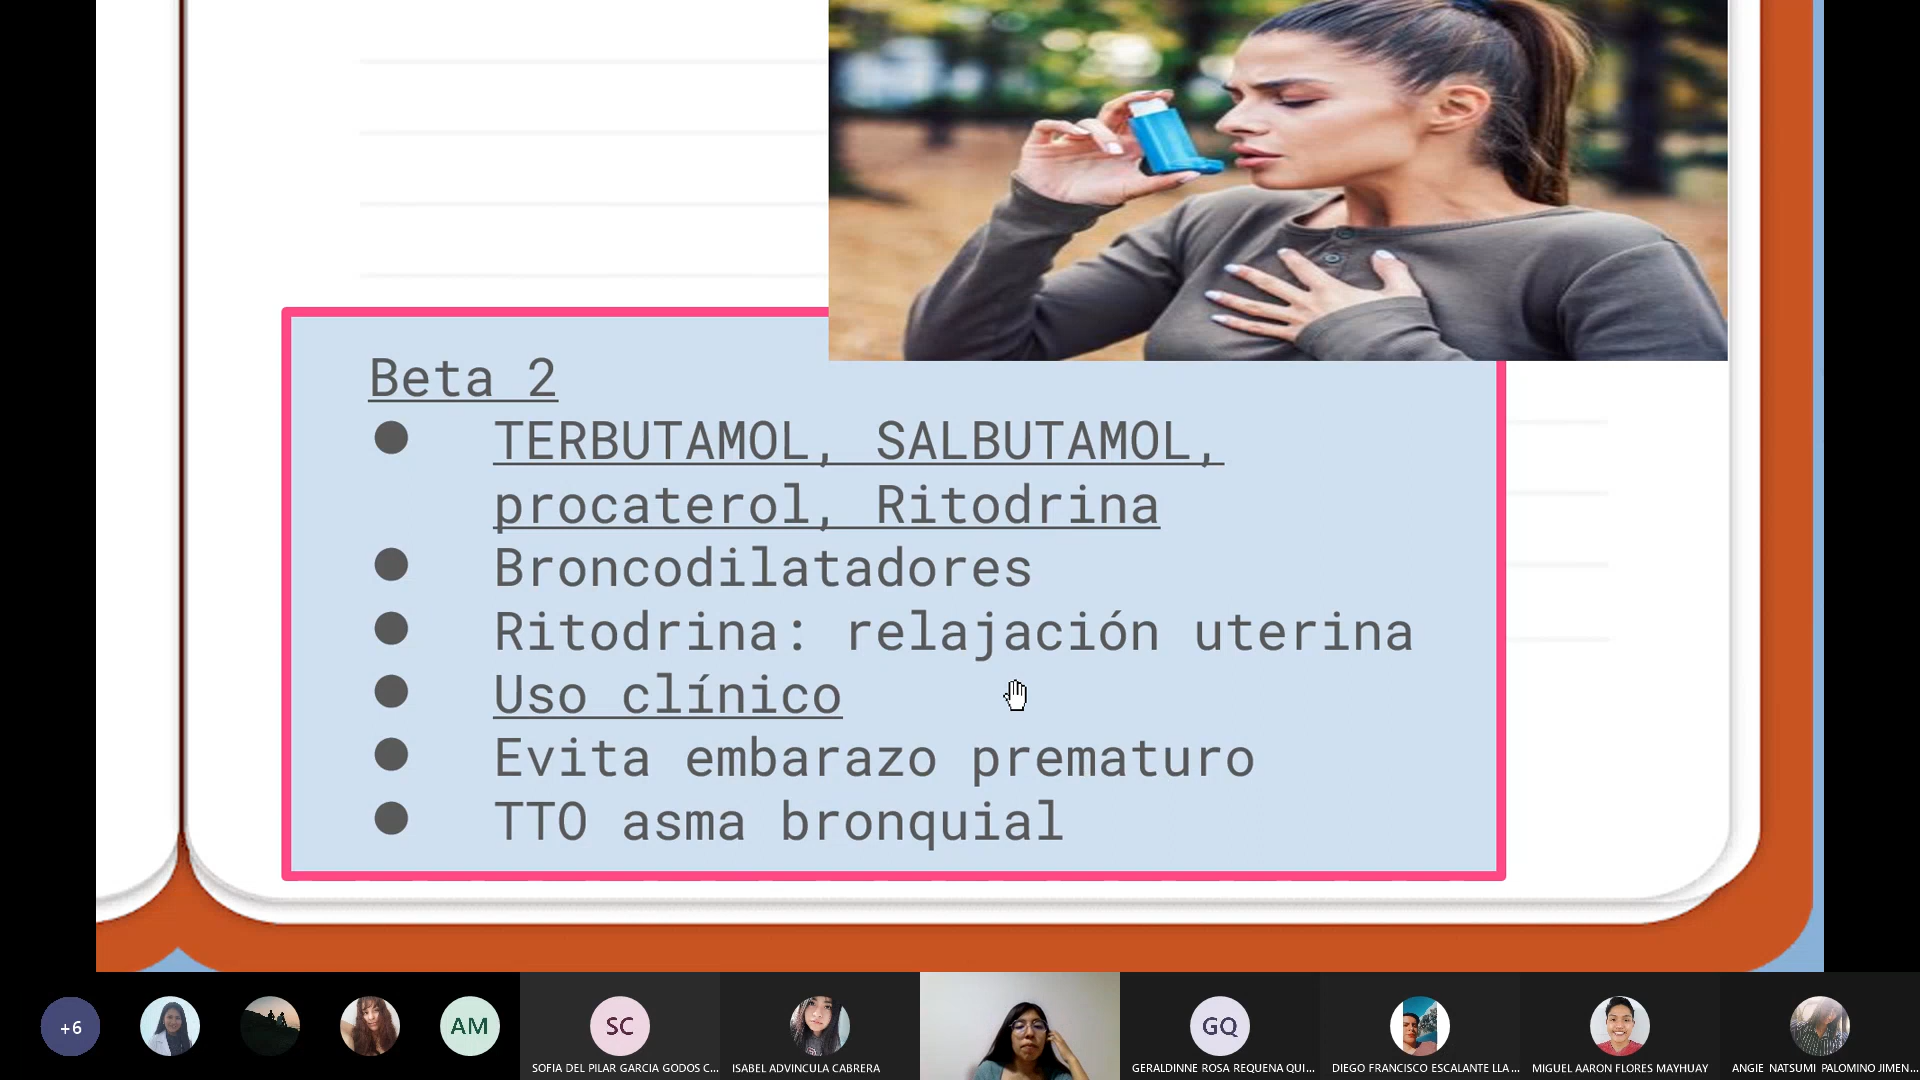 Beta 2
● TERBUTAMOL, SALBUTAMOL,
procaterol, Ritodrina
● Broncodilatadores
● Ritodrina: relajación uterina
● Uso clínico
● Evita embarazo prematuro
● TTO asma bronquial
+6
AM
SC
GQ
SOFIA DEL PILAR GARCIA GODOS C...
ISABEL ADVINCULA CABRERA
GERALDINNE ROSA REQUENA QUI...
DIEGO FRANCISCO ESCALANTE LLA...
MIGUEL AARON FLORES MAYHUAY
ANGIE NATSUMI PALOMINO JIMEN...